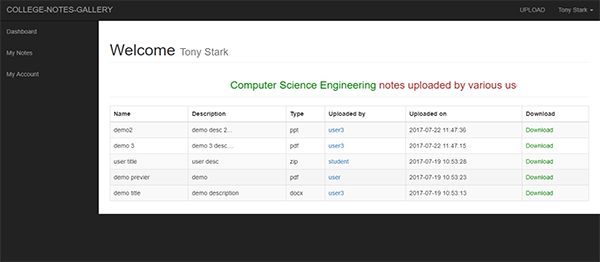 COLLEGE-NOTES-GALLERY UPLOAD Tony Stark
Dashboard
My Notes
My Account
Welcome Tony Stark
Computer Science Engineering notes uploaded by various us
Name Description Type Uploaded by Uploaded on Download
demo2 demo desc 2... ppt user3 2017-07-22 11:47:36 Download
demo 3 demo 3 desc.... pdf user3 2017-07-22 11:47:15 Download
user title user desc zip student 2017-07-19 10:53:28 Download
demo previer demo pdf user 2017-07-19 10:53:23 Download
demo title demo description docx user3 2017-07-19 10:53:13 Download